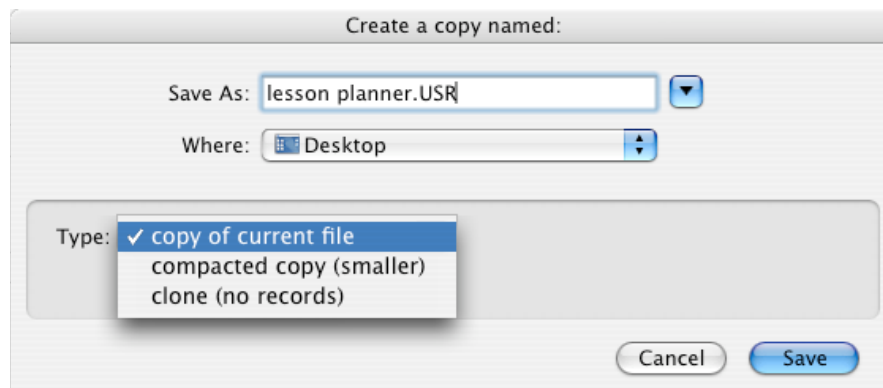 Create a copy named:
Save As: lesson planner.USR
Where: Desktop
Type: ✓ copy of current file
compacted copy (smaller)
clone (no records)
Cancel Save